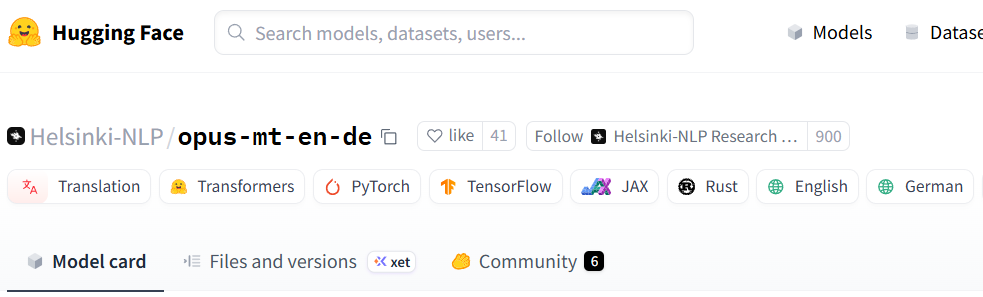 Hugging Face Search models, datasets, users... Models Datase
Helsinki-NLP/opus-mt-en-de like 41 Follow Helsinki-NLP Research ... 900
Translation Transformers PyTorch TensorFlow JAX Rust English German
Model card Files and versions xet Community 6